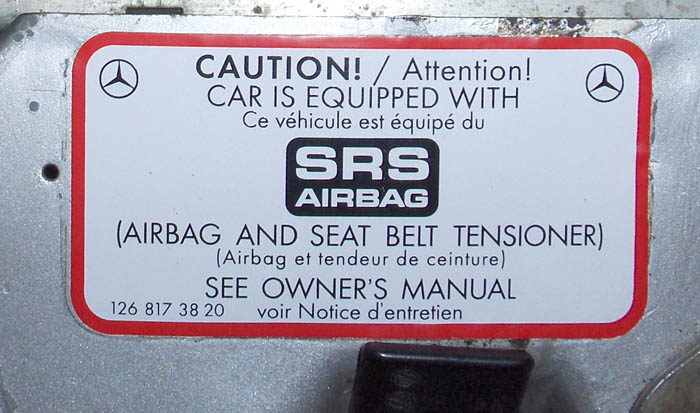 CAUTION! / Attention!
CAR IS EQUIPPED WITH
Ce véhicule est équipé du
SRS
AIRBAG
(AIRBAG AND SEAT BELT TENSIONER)
(Airbag et tendeur de ceinture)
SEE OWNER'S MANUAL
126 817 38 20 voir Notice d'entretien